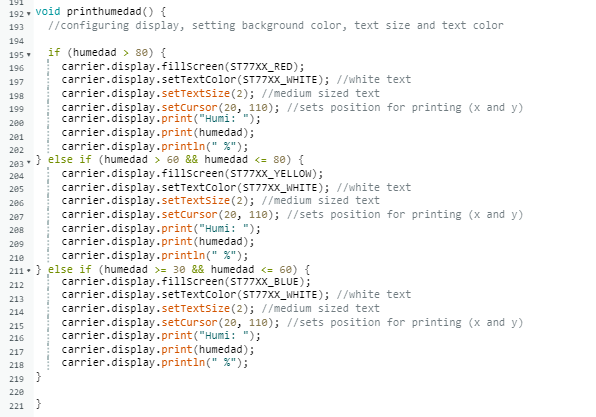 191
192 void printhumedad() {
193 //configuring display, setting background color, text size and text color
194
195 if (humedad > 80) {
196 carrier.display.fillScreen(ST77XX_RED);
197 carrier.display.setTextColor(ST77XX_WHITE); //white text
198 carrier.display.setTextSize(2); //medium sized text
199 carrier.display.setCursor(20, 110); //sets position for printing (x and y)
200 carrier.display.print("Humi: ");
201 carrier.display.print(humedad);
202 carrier.display.println(" %");
203 } else if (humedad > 60 && humedad <= 80) {
204 carrier.display.fillScreen(ST77XX_YELLOW);
205 carrier.display.setTextColor(ST77XX_WHITE); //white text
206 carrier.display.setTextSize(2); //medium sized text
207 carrier.display.setCursor(20, 110); //sets position for printing (x and y)
208 carrier.display.print("Humi: ");
209 carrier.display.print(humedad);
210 carrier.display.println(" %");
211 } else if (humedad >= 30 && humedad <= 60) {
212 carrier.display.fillScreen(ST77XX_BLUE);
213 carrier.display.setTextColor(ST77XX_WHITE); //white text
214 carrier.display.setTextSize(2); //medium sized text
215 carrier.display.setCursor(20, 110); //sets position for printing (x and y)
216 carrier.display.print("Humi: ");
217 carrier.display.print(humedad);
218 carrier.display.println(" %");
219 }
220
221 }